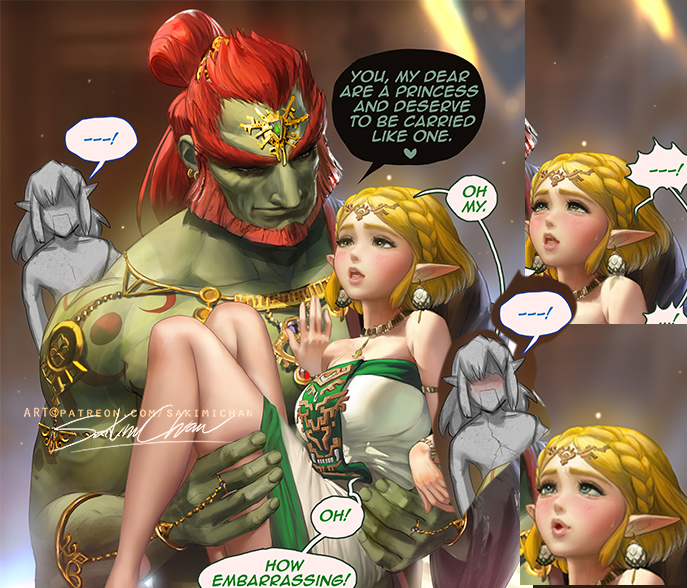 ---!
YOU, MY DEAR
ARE A PRINCESS
AND DESERVE
TO BE CARRIED
LIKE ONE.
OH
MY.
---!
....!
---!
ART©PATREON.COM/SAKIMICHAN
SakimiChan
OH!
HOW
EMBARRASSING!